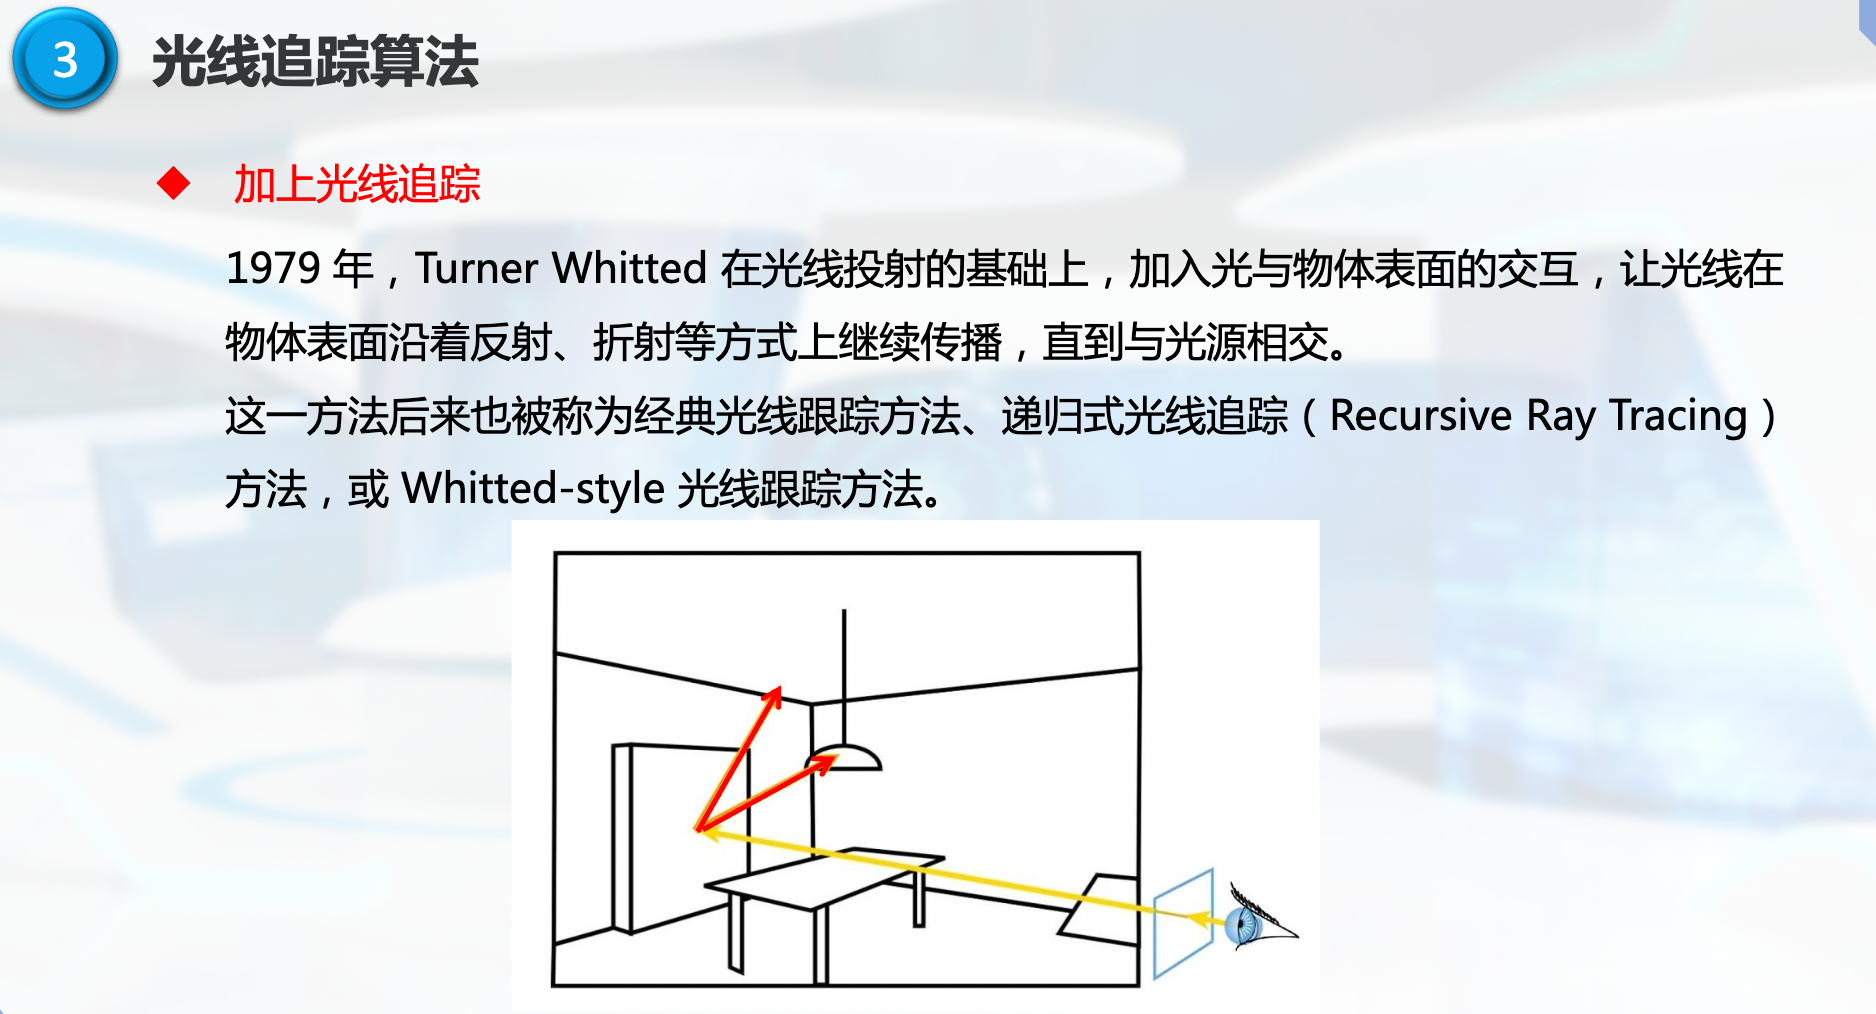 3
光线追踪算法
加上光线追踪
1979 年，Turner Whitted 在光线投射的基础上，加入光与物体表面的交互，让光线在
物体表面沿着反射、折射等方式上继续传播，直到与光源相交。
这一方法后来也被称为经典光线跟踪方法、递归式光线追踪（Recursive Ray Tracing）
方法，或 Whitted-style 光线跟踪方法。